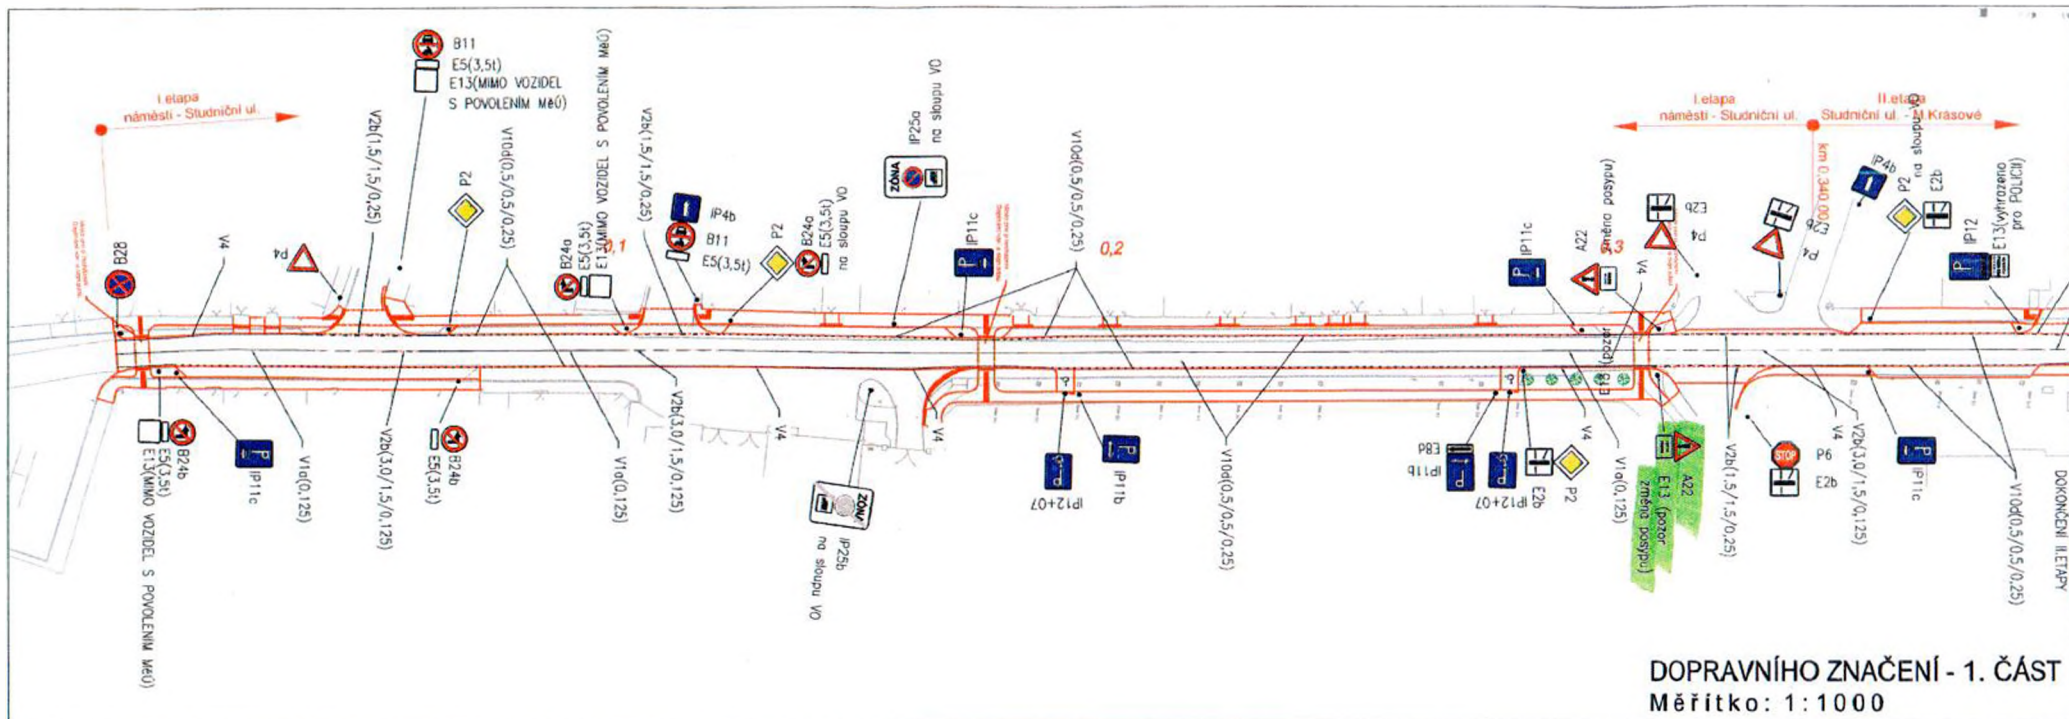 B11
E5(3,5t)
E13(MIMO VOZIDEL
S POVOLENÍM MěÚ)
I.etapa
náměstí - Studniční ul.
V2b(1,5/1,5/0,25)
P2
V10d(0,5/0,5/0,25)
B24a
E5(3,5t)
E13(MIMO VOZIDEL S POVOLENÍM MěÚ)
0,1
V2b(1,5/1,5/0,25)
IP4b
B11
E5(3,5t)
P2
B24a
E5(3,5t)
na sloupu VO
ZÓNA
IP25a
na sloupu VO
IP11c
V10d(0,5/0,5/0,25)
0,2
IP11c
A22
změna posypu)
E13 (pozor
V4
I.etapa
náměstí - Studniční ul.
II.etapa
Studniční ul. - M.Krásové
km 0,340 00
E2b
P4
E2b
P4
IP4b
P2
E2b
na sloupu VO
IP12
E13(vyhrazeno
pro POLICII)
B28
V4
P4
B24b
E5(3,5t)
E13(MIMO VOZIDEL S POVOLENÍM MěÚ)
IP11c
V1a(0,125)
V2b(3,0/1,5/0,125)
B24b
E5(3,5t)
V1a(0,125)
V2b(3,0/1,5/0,125)
V4
ZÓNA
IP25b
na sloupu VO
V4
IP12+O7
IP11b
V10d(0,5/0,5/0,25)
E8d
IP11b
IP12+O7
E2b
P2
V4
V1a(0,125)
A22
E13 (pozor
změna posypu)
V2b(1,5/1,5/0,25)
STOP
P6
E2b
V4
V2b(3,0/1,5/0,125)
IP11c
V10d(0,5/0,5/0,25)
DOKONČENÍ II.ETAPY
DOPRAVNÍHO ZNAČENÍ - 1. ČÁST
Měřítko: 1:1000